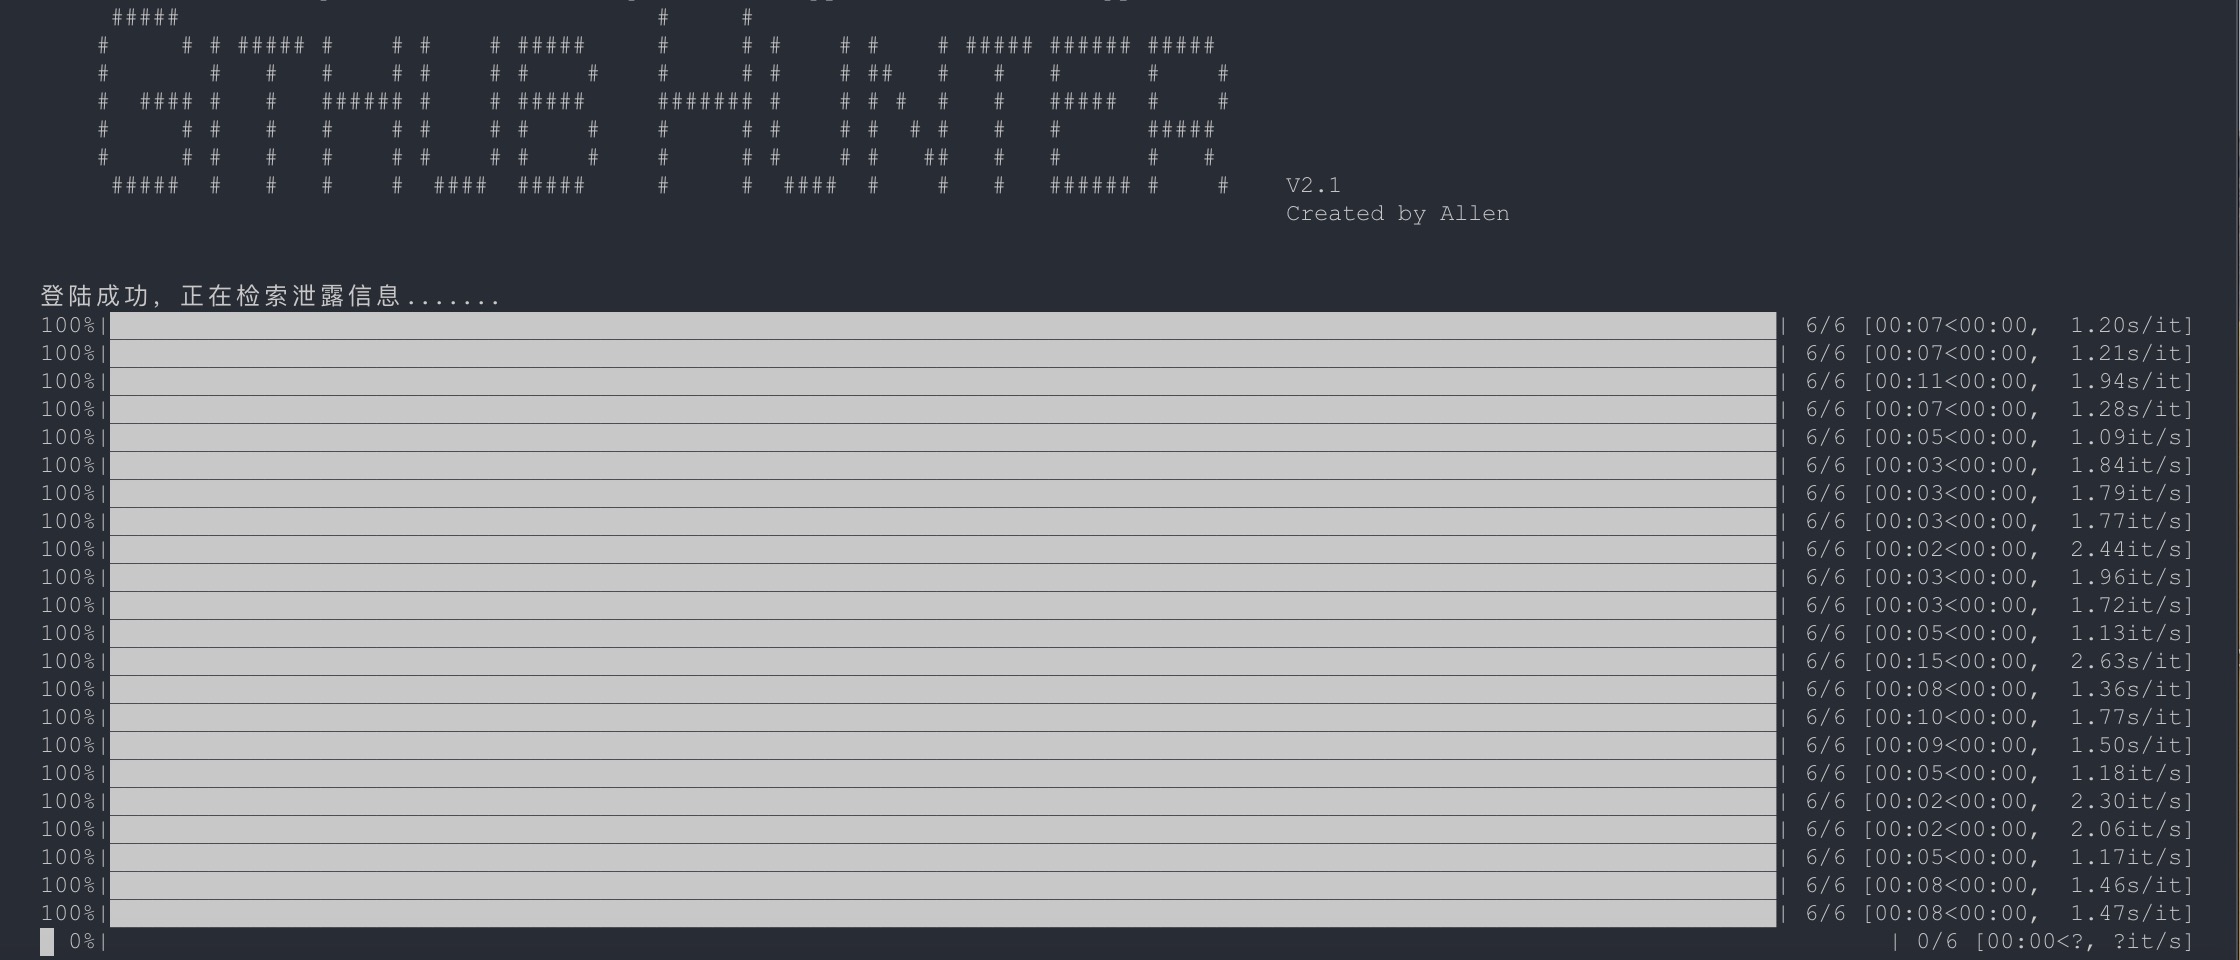 GITHUB HUNTER
V2.1
Created by Allen
登陆成功, 正在检索泄露信息.......
100%| | 6/6 [00:07<00:00, 1.20s/it]
100%| | 6/6 [00:07<00:00, 1.21s/it]
100%| | 6/6 [00:11<00:00, 1.94s/it]
100%| | 6/6 [00:07<00:00, 1.28s/it]
100%| | 6/6 [00:05<00:00, 1.09it/s]
100%| | 6/6 [00:03<00:00, 1.84it/s]
100%| | 6/6 [00:03<00:00, 1.79it/s]
100%| | 6/6 [00:03<00:00, 1.77it/s]
100%| | 6/6 [00:02<00:00, 2.44it/s]
100%| | 6/6 [00:03<00:00, 1.96it/s]
100%| | 6/6 [00:03<00:00, 1.72it/s]
100%| | 6/6 [00:05<00:00, 1.13it/s]
100%| | 6/6 [00:15<00:00, 2.63s/it]
100%| | 6/6 [00:08<00:00, 1.36s/it]
100%| | 6/6 [00:10<00:00, 1.77s/it]
100%| | 6/6 [00:09<00:00, 1.50s/it]
100%| | 6/6 [00:05<00:00, 1.18it/s]
100%| | 6/6 [00:02<00:00, 2.30it/s]
100%| | 6/6 [00:02<00:00, 2.06it/s]
100%| | 6/6 [00:05<00:00, 1.17it/s]
100%| | 6/6 [00:08<00:00, 1.46s/it]
100%| | 6/6 [00:08<00:00, 1.47s/it]
0%| | 0/6 [00:00<?, ?it/s]